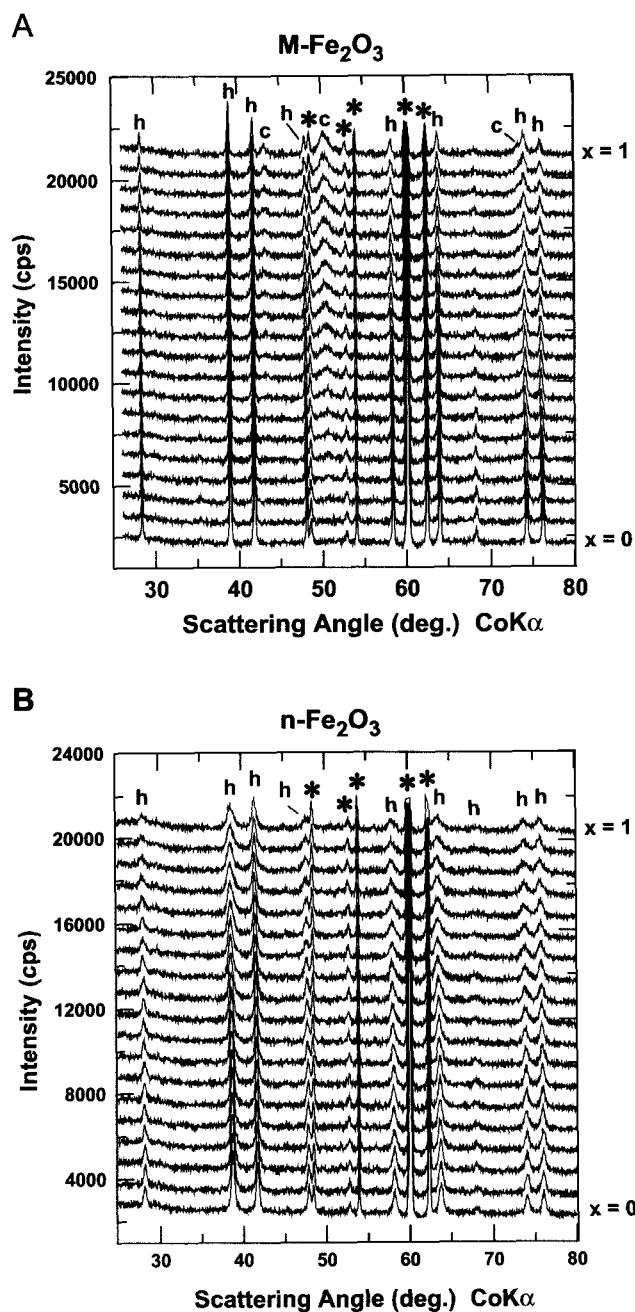 A
M-Fe₂O₃
25000
20000
15000
10000
5000
Intensity (cps)
h
h
h
c
h
*
c
*
*
h
*
*
h
c
h
h
x = 1
x = 0
30 40 50 60 70 80
Scattering Angle (deg.) CoKα
B
n-Fe₂O₃
24000
20000
16000
12000
8000
4000
Intensity (cps)
h
h
h
h
*
*
*
h
*
*
h
h
h
h
x = 1
x = 0
30 40 50 60 70 80
Scattering Angle (deg.) CoKα